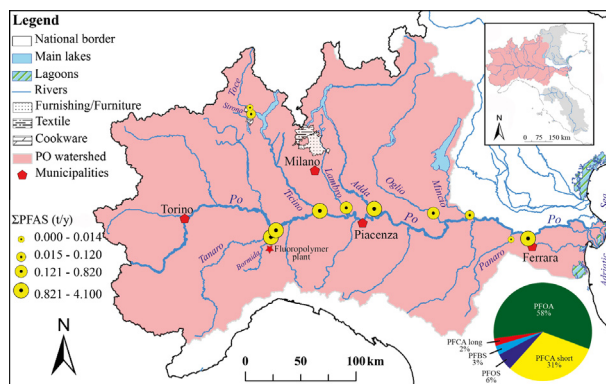 Legend
National border
Main lakes
Lagoons
Rivers
Furnishing/Furniture
Textile
Cookware
PO watershed
Municipalities
ΣPFAS (t/y)
0.000 - 0.014
0.015 - 0.120
0.121 - 0.820
0.821 - 4.100
N
0 25 50 100 km
Toce
Strona
Milano
Ticino
Lambro
Adda
Oglio
Mincio
Torino
Po
Piacenza
Po
Po
Tanaro
Bormida
Fluoropolymer
plant
Panaro
Ferrara
Adriatic
Sea
N
0 75 150 km
PFOA
58%
PFCA long
2%
PFBS
3%
PFOS
6%
PFCA short
31%